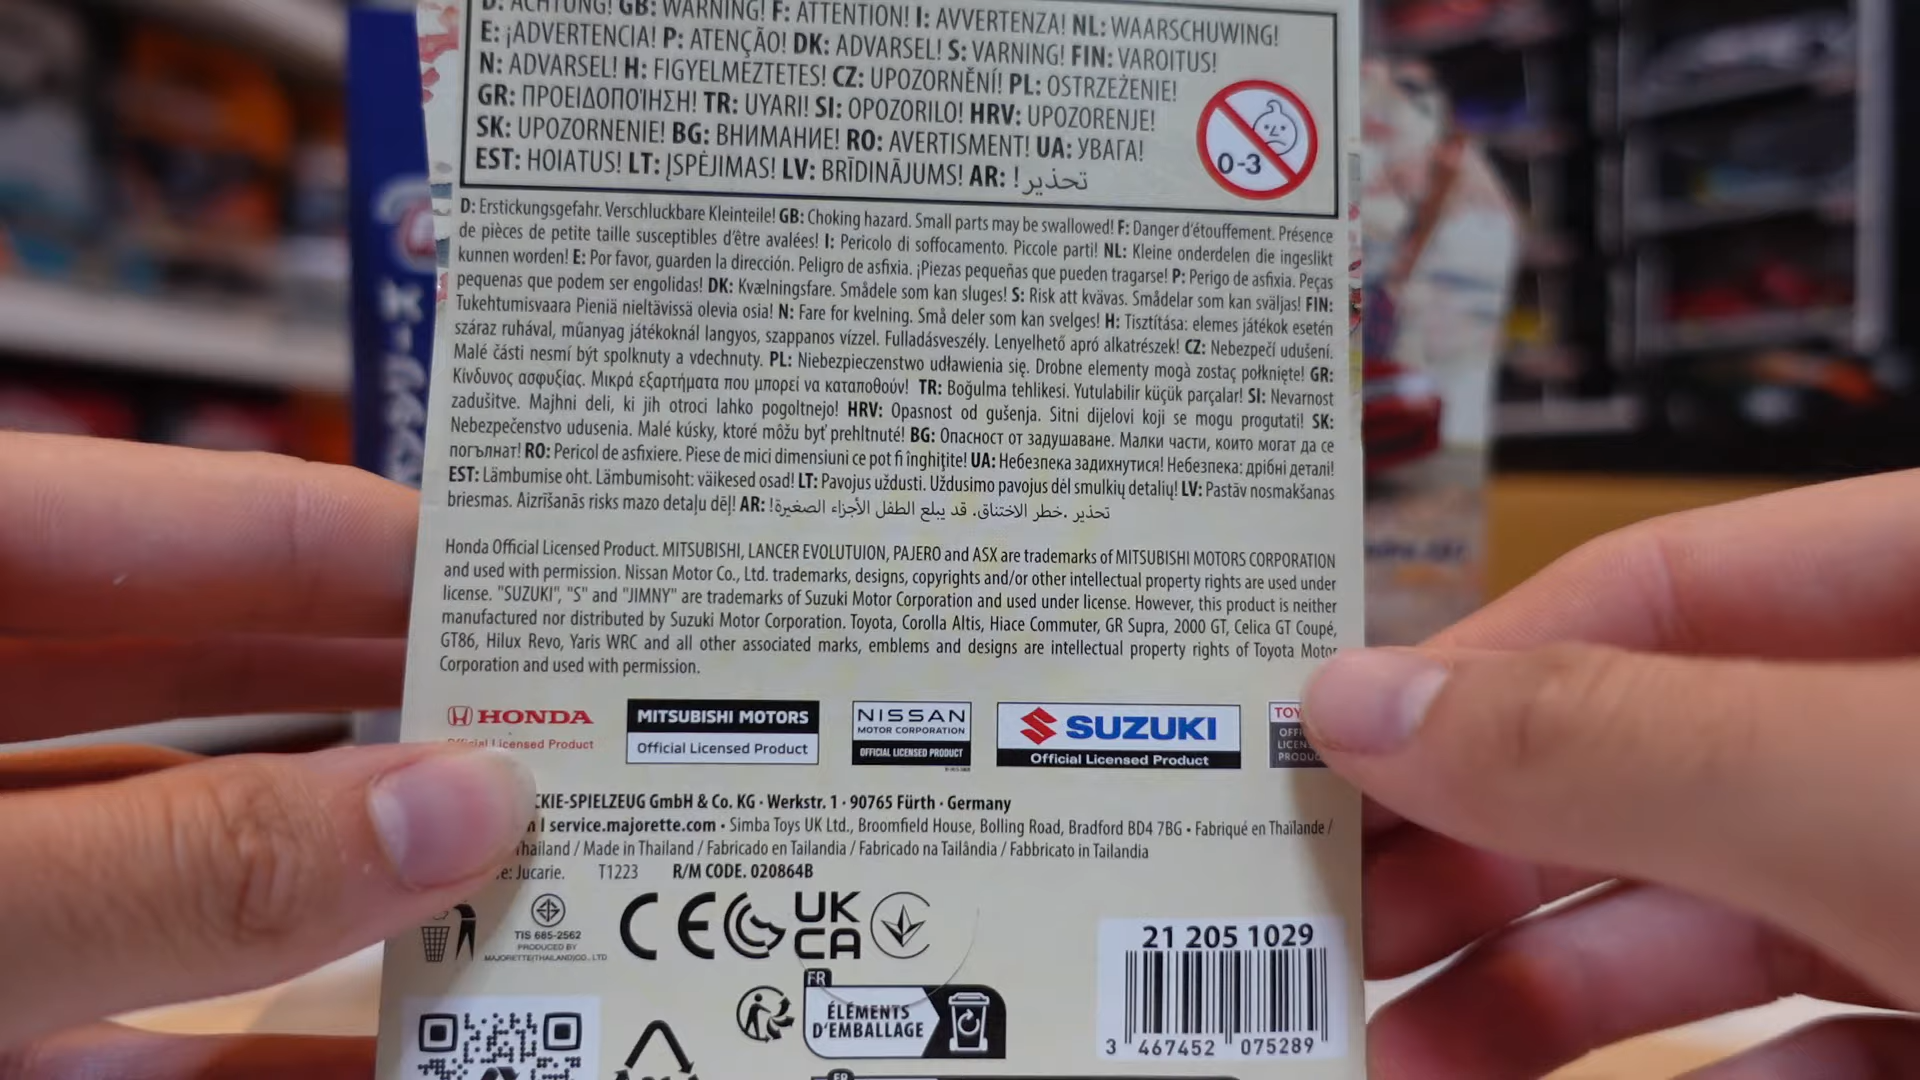 D: ACHTUNG! GB: WARNING! F: ATTENTION! I: AVVERTENZA! NL: WAARSCHUWING!
E: ¡ADVERTENCIA! P: ATENÇÃO! DK: ADVARSEL! S: VARNING! FIN: VAROITUS!
N: ADVARSEL! H: FIGYELMEZTETES! CZ: UPOZORNĚNÍ! PL: OSTRZEŻENIE!
GR: ΠΡΟΕΙΔΟΠΟΊΗΣΗ! TR: UYARI! SI: OPOZORILO! HRV: UPOZORENJE!
SK: UPOZORNENIE! BG: ВНИМАНИЕ! RO: AVERTISMENT! UA: УВАГА!
EST: HOIATUS! LT: ĮSPĖJIMAS! LV: BRĪDINĀJUMS! AR: !تحذير
0-3
D: Erstickungsgefahr. Verschluckbare Kleinteile! GB: Choking hazard. Small parts may be swallowed! F: Danger d'étouffement. Présence
de pièces de petite taille susceptibles d'être avalées! I: Pericolo di soffocamento. Piccole parti! NL: Kleine onderdelen die ingeslikt
kunnen worden! E: Por favor, guarden la dirección. Peligro de asfixia. ¡Piezas pequeñas que pueden tragarse! P: Perigo de asfixia. Peças
pequenas que podem ser engolidas! DK: Kvælningsfare. Smådele som kan sluges! S: Risk att kvävas. Smådelar som kan sväljas! FIN:
Tukehtumisvaara Pieniä nieltävissä olevia osia! N: Fare for kvelning. Små deler som kan svelges! H: Tisztítása: elemes játékok esetén
száraz ruhával, műanyag játékoknál langyos, szappanos vízzel. Fulladásveszély. Lenyelhető apró alkatrészek! CZ: Nebezpečí udušení.
Malé části nesmí být spolknuty a vdechnuty. PL: Niebezpieczenstwo udławienia się. Drobne elementy mogà zostaç połknięte! GR:
Κίνδυνος ασφυξίας. Μικρά εξαρτήματα που μπορεί να καταποθούν! TR: Boğulma tehlikesi. Yutulabilir küçük parçalar! SI: Nevarnost
zadušitve. Majhni deli, ki jih otroci lahko pogoltnejo! HRV: Opasnost od gušenja. Sitni dijelovi koji se mogu progutati! SK:
Nebezpečenstvo udusenia. Malé kúsky, ktoré môžu byť prehltnuté! BG: Опасност от задушаване. Малки части, които могат да се
погълнат! RO: Pericol de asfixiere. Piese de mici dimensiuni ce pot fi înghiţite! UA: Небезпека задихнутися! Небезпека: дрібні деталі!
EST: Lämbumise oht. Lämbumisoht: väikesed osad! LT: Pavojus uždusti. Uždusimo pavojus dėl smulkių detalių! LV: Pastāv nosmakšanas
briesmas. Aizrīšanās risks mazo detaļu dēļ! AR: !تحذير .خطر الاختناق. قد يبلع الطفل الأجزاء الصغيرة
Honda Official Licensed Product. MITSUBISHI, LANCER EVOLUTUION, PAJERO and ASX are trademarks of MITSUBISHI MOTORS CORPORATION
and used with permission. Nissan Motor Co., Ltd. trademarks, designs, copyrights and/or other intellectual property rights are used under
license. "SUZUKI", "S" and "JIMNY" are trademarks of Suzuki Motor Corporation and used under license. However, this product is neither
manufactured nor distributed by Suzuki Motor Corporation. Toyota, Corolla Altis, Hiace Commuter, GR Supra, 2000 GT, Celica GT Coupé,
GT86, Hilux Revo, Yaris WRC and all other associated marks, emblems and designs are intellectual property rights of Toyota Motor
Corporation and used with permission.
HONDA
Official Licensed Product
MITSUBISHI MOTORS
Official Licensed Product
NISSAN
MOTOR CORPORATION
OFFICIAL LICENSED PRODUCT
SUZUKI
Official Licensed Product
TOY
OFFI
LICEN
PRODU
CKIE-SPIELZEUG GmbH & Co. KG · Werkstr. 1 · 90765 Fürth · Germany
service.majorette.com • Simba Toys UK Ltd., Broomfield House, Bolling Road, Bradford BD4 7BG • Fabriqué en Thaïlande /
Thailand / Made in Thailand / Fabricado en Tailandia / Fabricado na Tailândia / Fabbricato in Tailandia
e: Jucarie. T1223 R/M CODE. 020864B
TIS 685-2562
PRODUCED BY
MAJORETTE(THAILAND)CO., LTD
CE
UK
CA
FR
ÉLÉMENTS
D'EMBALLAGE
21 205 1029
3 467452 075289
FR